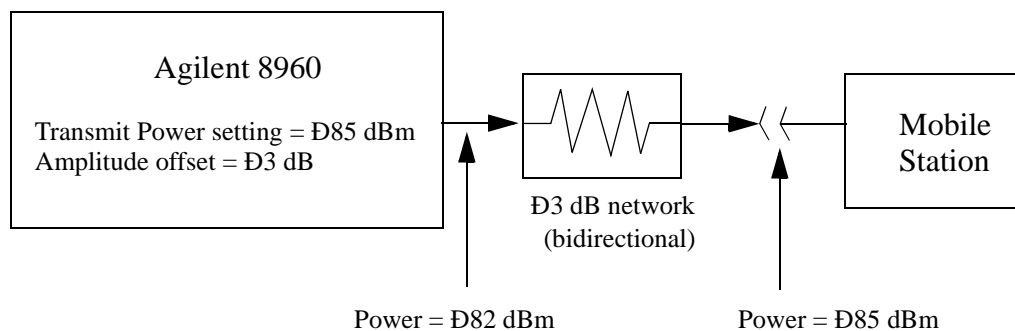 Agilent 8960
Transmit Power setting = Ð85 dBm
Amplitude offset = Ð3 dB
Mobile
Station
Ð3 dB network
(bidirectional)
Power = Ð82 dBm
Power = Ð85 dBm